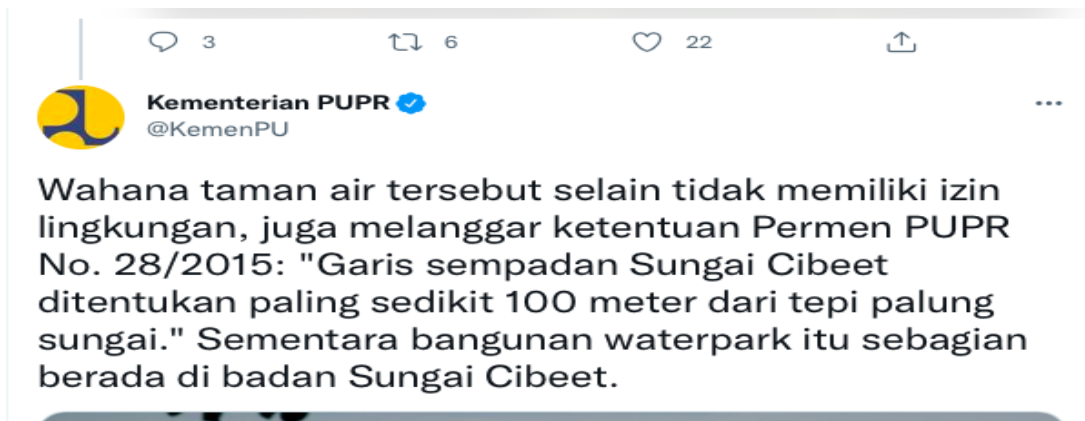 3 6 22
Kementerian PUPR
@KemenPU
Wahana taman air tersebut selain tidak memiliki izin
lingkungan, juga melanggar ketentuan Permen PUPR
No. 28/2015: "Garis sempadan Sungai Cibeet
ditentukan paling sedikit 100 meter dari tepi palung
sungai." Sementara bangunan waterpark itu sebagian
berada di badan Sungai Cibeet.